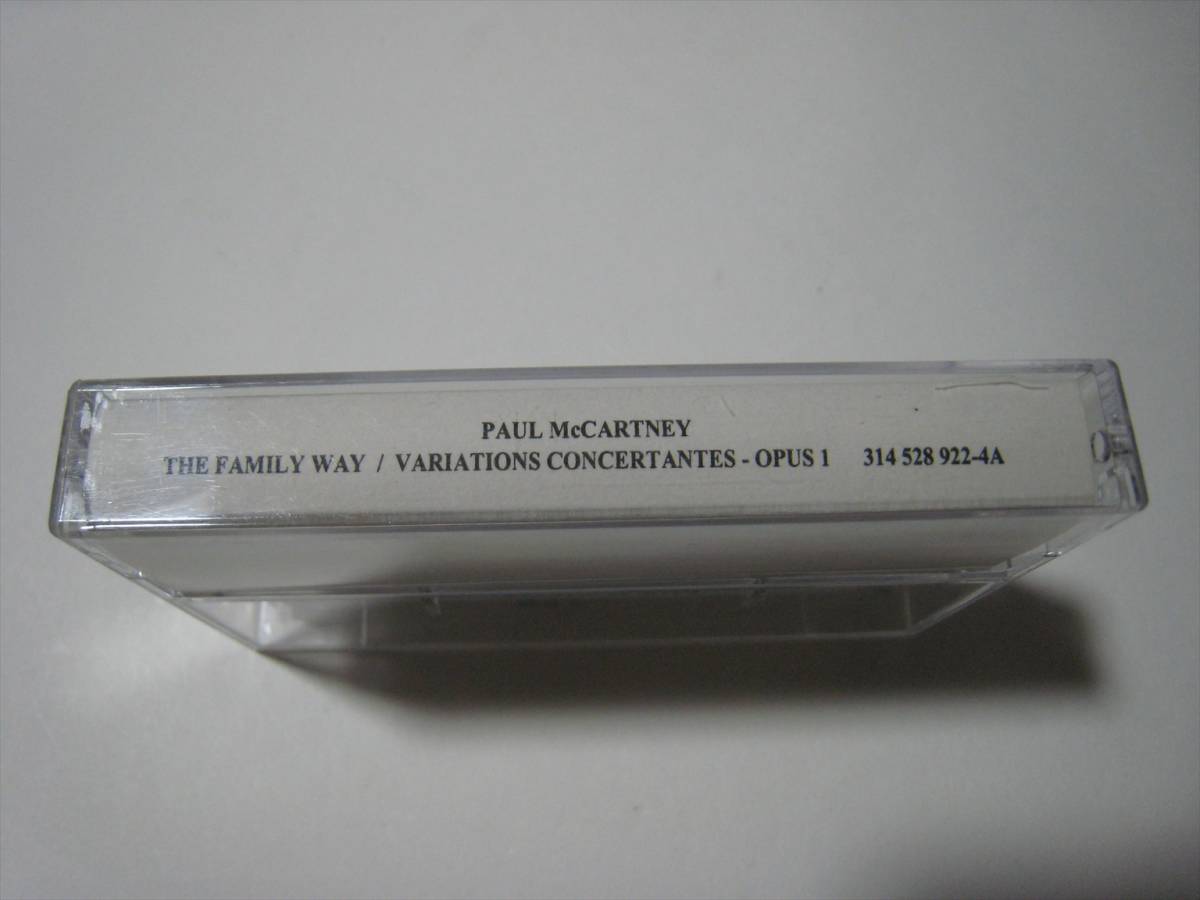 PAUL McCARTNEY
THE FAMILY WAY / VARIATIONS CONCERTANTES - OPUS 1 314 528 922-4A